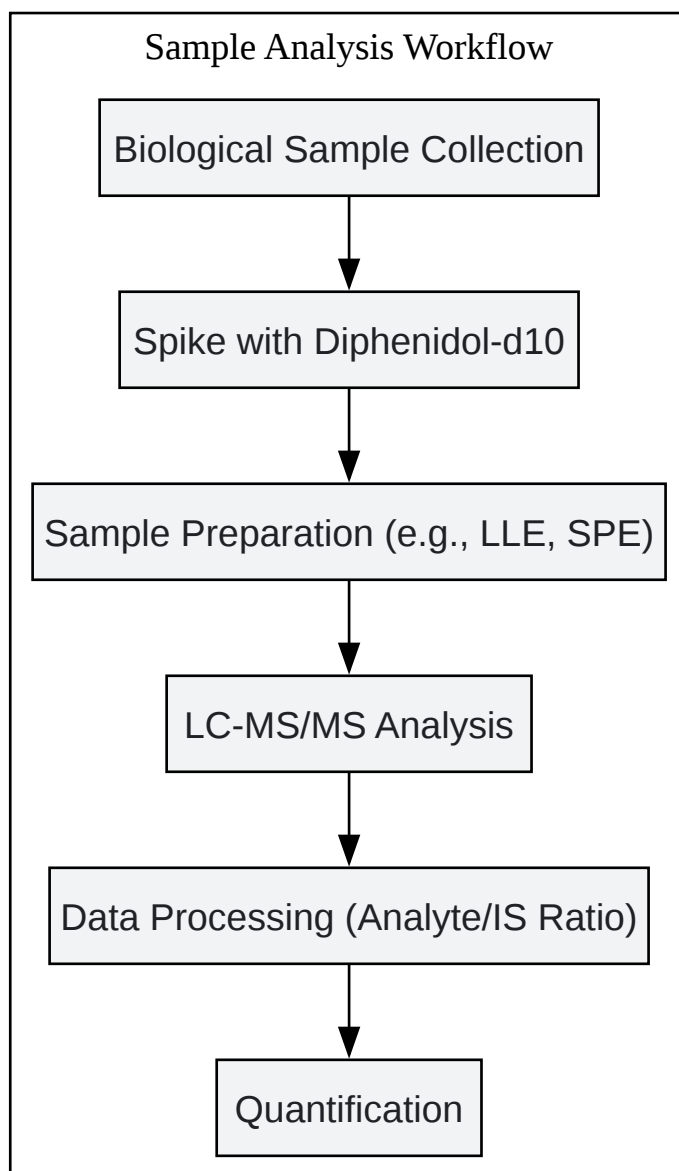 Sample Analysis Workflow
Biological Sample Collection
Spike with Diphenidol-d10
Sample Preparation (e.g., LLE, SPE)
LC-MS/MS Analysis
Data Processing (Analyte/IS Ratio)
Quantification